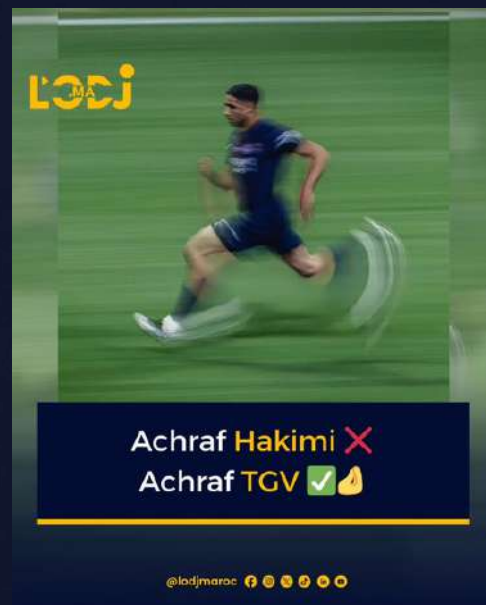 L'ODJ
.MA
Achraf Hakimi ❌
Achraf TGV ✅🤌
@lodjmaroc